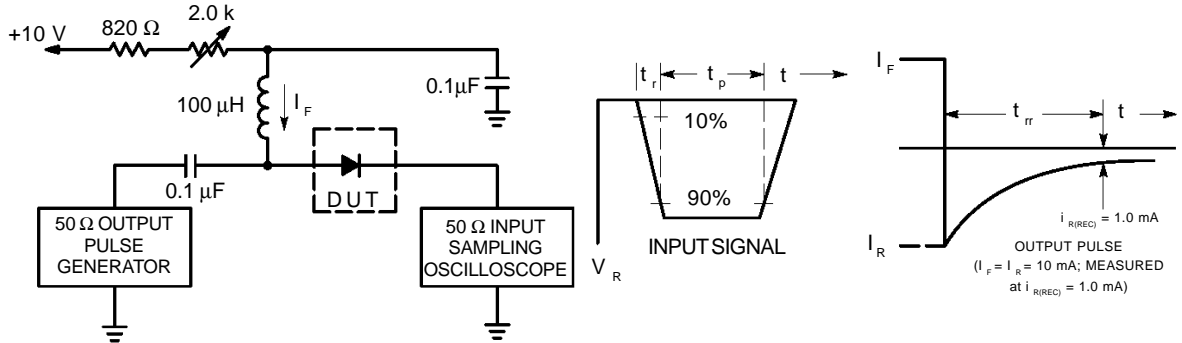 +10 V
820 Ω
2.0 k
0.1µF
100 µH
I F
0.1 µF
DUT
50 Ω OUTPUT
PULSE
GENERATOR
50 Ω INPUT
SAMPLING
OSCILLOSCOPE
t r
t p
t
10%
90%
V R
INPUT SIGNAL
I F
t rr
t
I R
i R(REC) = 1.0 mA
OUTPUT PULSE
(I F = I R = 10 mA; MEASURED
at i R(REC) = 1.0 mA)